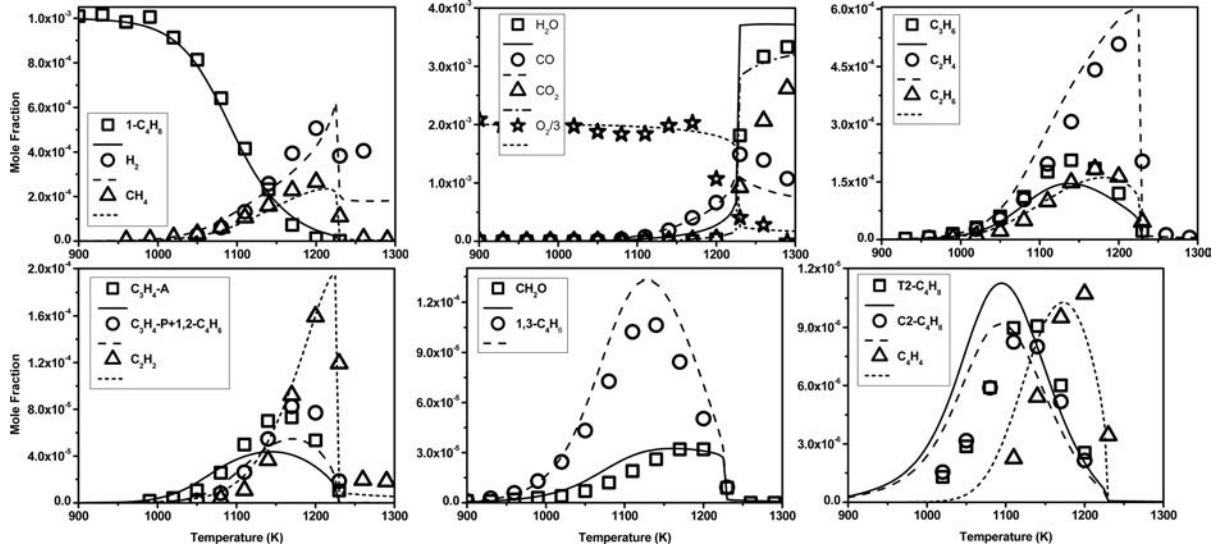 Mole Fraction
1.0x10⁻³
8.0x10⁻⁴
6.0x10⁻⁴
4.0x10⁻⁴
2.0x10⁻⁴
0.0
1-C₄H₈
H₂
CH₄
900 1000 1100 1200 1300
4.0x10⁻³
3.0x10⁻³
2.0x10⁻³
1.0x10⁻³
0.0
H₂O
CO
CO₂
O₂/3
900 1000 1100 1200 1300
6.0x10⁻⁴
4.5x10⁻⁴
3.0x10⁻⁴
1.5x10⁻⁴
0.0
C₃H₆
C₂H₄
C₂H₆
900 1000 1100 1200 1300
Mole Fraction
2.0x10⁻⁴
1.6x10⁻⁴
1.2x10⁻⁴
8.0x10⁻⁵
4.0x10⁻⁵
0.0
C₃H₄-A
C₃H₄-P+1,2-C₄H₆
C₂H₂
900 1000 1100 1200 1300
Temperature (K)
1.2x10⁻⁴
9.0x10⁻⁵
6.0x10⁻⁵
3.0x10⁻⁵
0.0
CH₂O
1,3-C₄H₆
900 1000 1100 1200 1300
Temperature (K)
1.2x10⁻⁵
9.0x10⁻⁶
6.0x10⁻⁶
3.0x10⁻⁶
0.0
T2-C₄H₈
C2-C₄H₈
C₄H₄
900 1000 1100 1200 1300
Temperature (K)